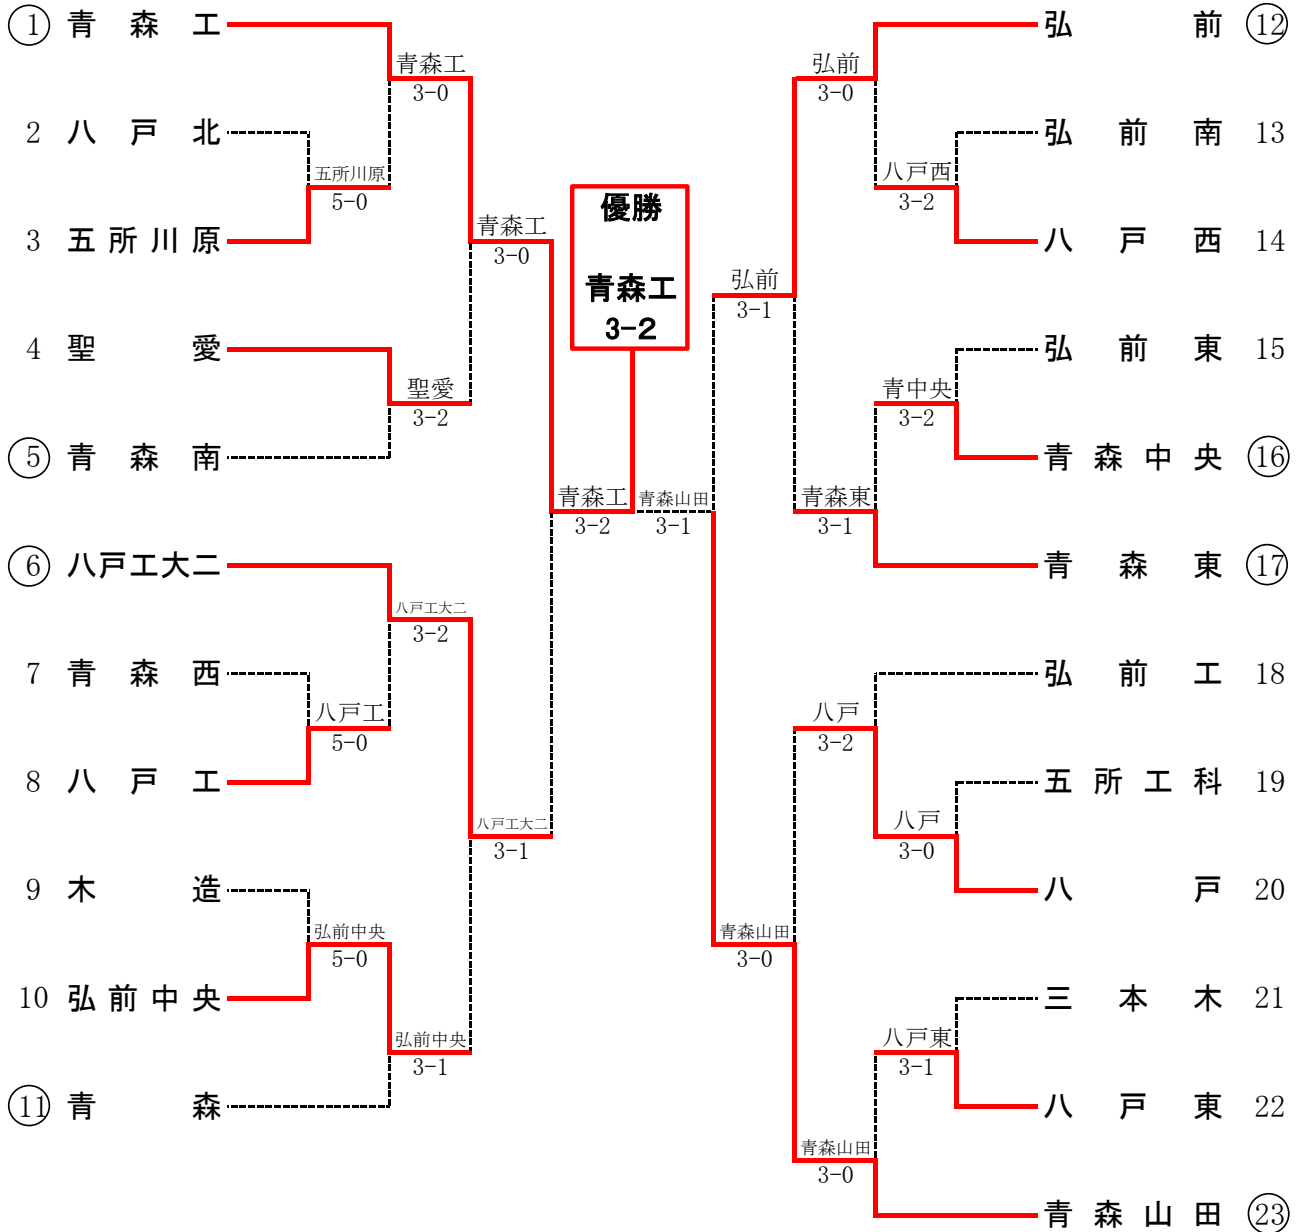 ① 青森工
青森工
3-0
2 八戸北
五所川原
5-0
3 五所川原
青森工
3-0
4 聖愛
聖愛
3-2
⑤ 青森南
青森工
3-2
⑥ 八戸工大二
八戸工大二
3-2
7 青森西
八戸工
5-0
8 八戸工
八戸工大二
3-1
9 木造
弘前中央
5-0
10 弘前中央
弘前中央
3-1
⑪ 青森
優勝
青森工
3-2
弘前 ⑫
弘前
3-0
弘前南 13
八戸西
3-2
八戸西 14
弘前
3-1
弘前東 15
青中央
3-2
青森中央 ⑯
青森東
3-1
青森東 ⑰
青森山田
3-1
弘前工 18
八戸
3-2
五所工科 19
八戸
3-0
八戸 20
青森山田
3-0
三本木 21
八戸東
3-1
八戸東 22
青森山田
3-0
青森山田 ㉓